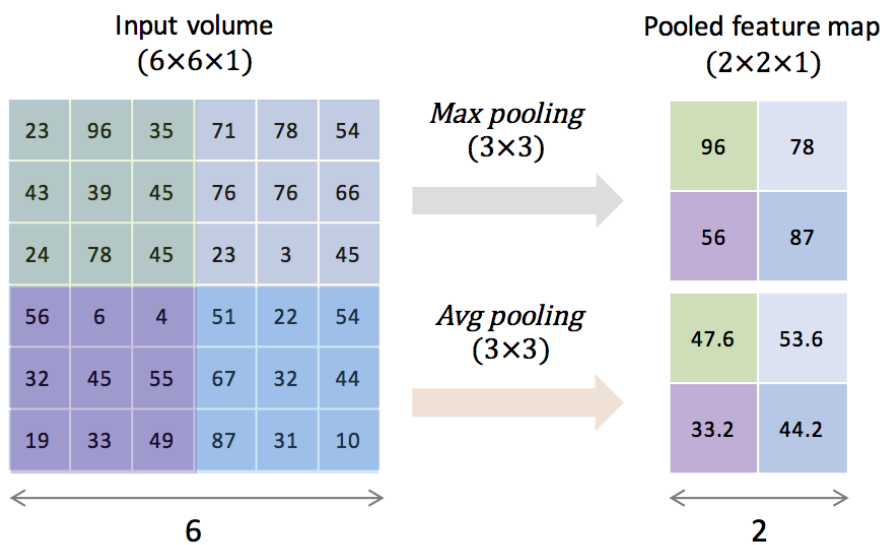 Input volume
(6×6×1)
Pooled feature map
(2×2×1)
23 96 35 71 78 54
43 39 45 76 76 66
24 78 45 23 3 45
56 6 4 51 22 54
32 45 55 67 32 44
19 33 49 87 31 10
6
Max pooling
(3×3)
Avg pooling
(3×3)
96 78
56 87
47.6 53.6
33.2 44.2
2